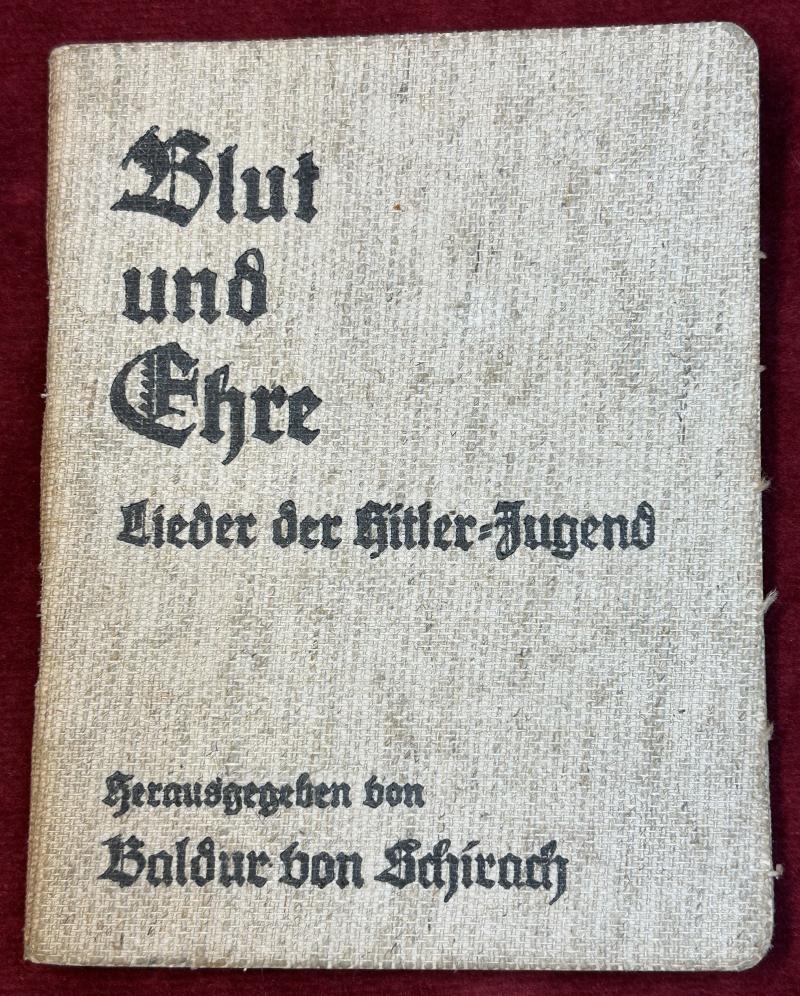 Blut
und
Ehre
Lieder der Hitler-Jugend
Herausgegeben von
Baldur von Schirach